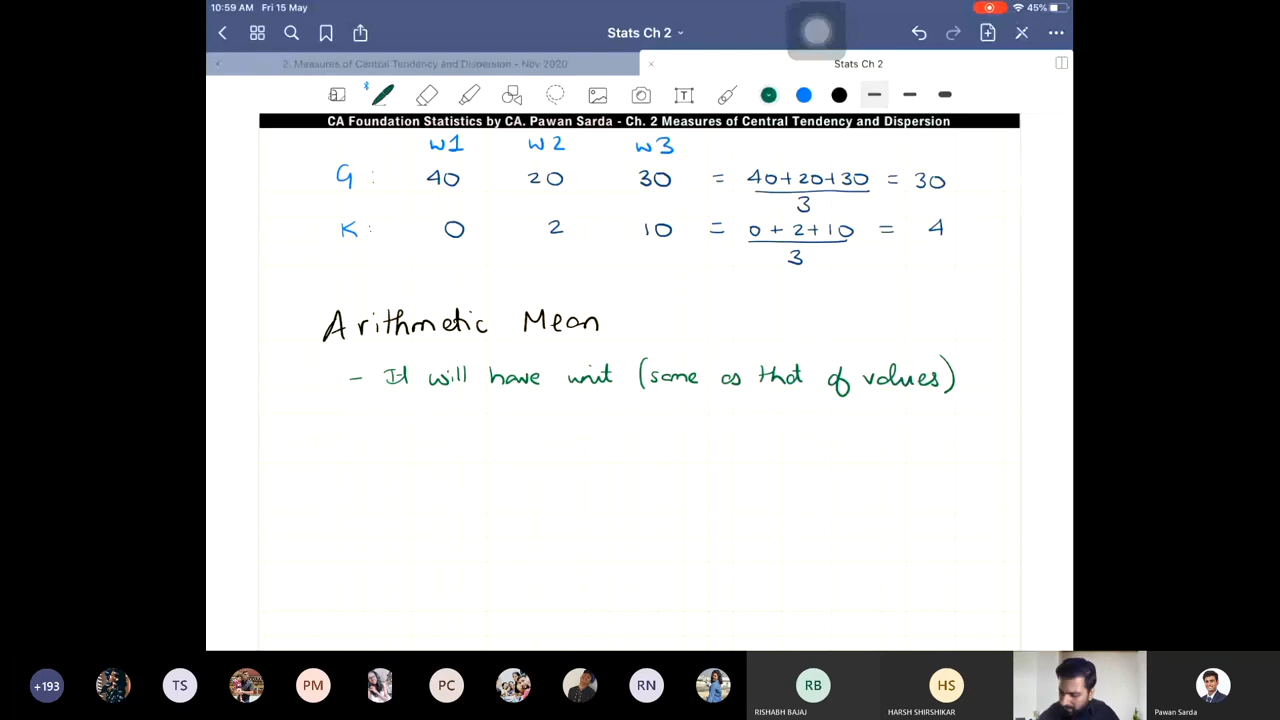 10:59 AM Fri 15 May
45%
Stats Ch 2
2. Measures of Central Tendency and Dispersion - Nov 2020
Stats Ch 2
CA Foundation Statistics by CA. Pawan Sarda - Ch. 2 Measures of Central Tendency and Dispersion
W1 W2 W3
G : 40 20 30 = 40+20+30 / 3 = 30
K : 0 2 10 = 0 + 2 + 10 / 3 = 4
Arithmetic Mean
- It will have unit (same as that of values)
+193 TS PM PC RN RB HS
RISHABH BAJAJ HARSH SHIRSHIKAR Pawan Sarda